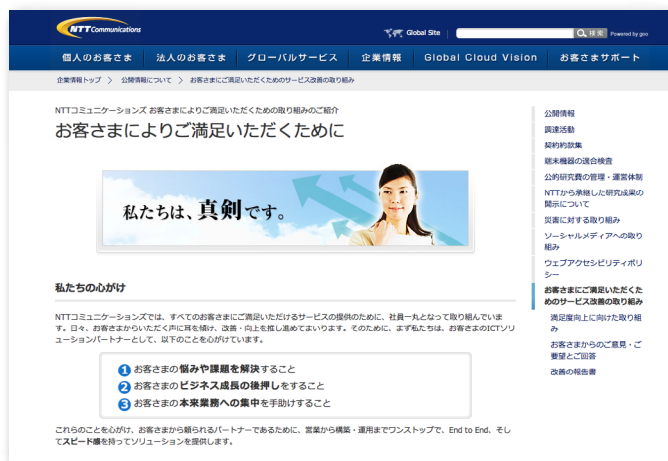 NTT Communications
Global Site
検索
Powered by goo
個人のお客さま 法人のお客さま グローバルサービス 企業情報 Global Cloud Vision お客さまサポート
企業情報トップ > 公開情報について > お客さまにご満足いただくためのサービス改善の取り組み
NTTコミュニケーションズ お客さまによりご満足いただくための取り組みのご紹介
お客さまによりご満足いただくために
私たちは、真剣です。
私たちの心がけ
NTTコミュニケーションズでは、すべてのお客さまにご満足いただけるサービスの提供のために、社員一丸となって取り組んでいま
す。日々、お客さまからいただく声に耳を傾け、改善・向上を推し進めてまいります。そのために、まず私たちは、お客さまのICTソリ
ューションパートナーとして、以下のことを心がけています。
1 お客さまの悩みや課題を解決すること
2 お客さまのビジネス成長の後押しをすること
3 お客さまの本来業務への集中を手助けすること
これらのことを心がけ、お客さまから頼られるパートナーであるために、営業から構築・運用までワンストップで、End to End、そし
てスピード感を持ってソリューションを提供します。
公開情報
調達活動
契約約款集
端末機器の適合検査
公的研究費の管理・運営体制
NTTから承継した研究成果の
開示について
災害に対する取り組み
ソーシャルメディアへの取り
組み
ウェブアクセシビリティポリ
シー
お客さまにご満足いただくた
めのサービス改善の取り組み
満足度向上に向けた取り組
み
お客さまからのご意見・ご
要望とご回答
改善の報告書